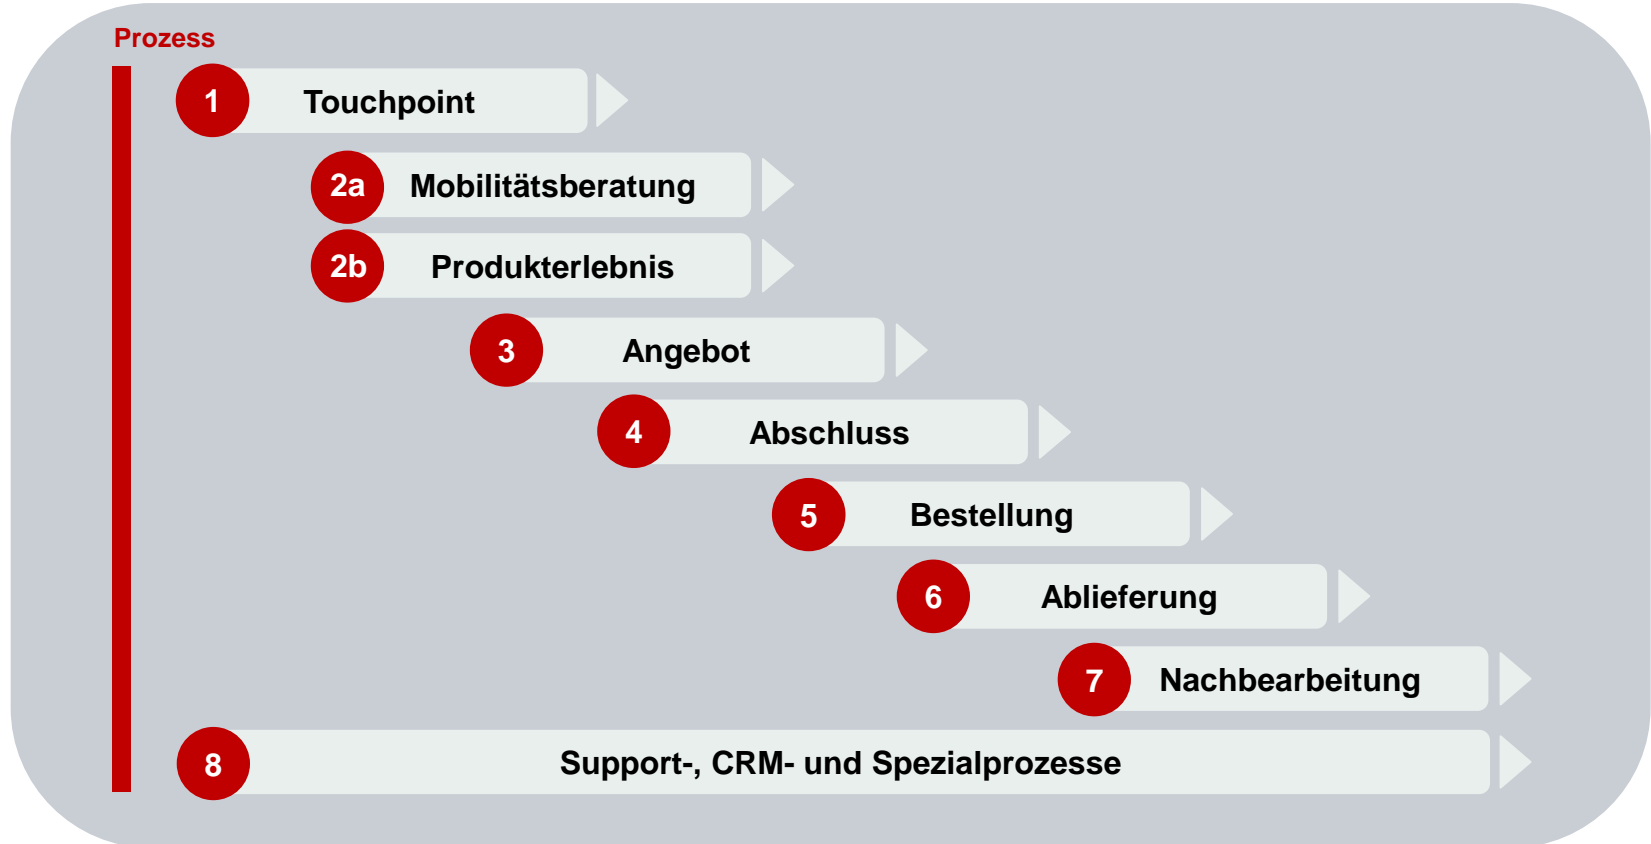 Prozess
1 Touchpoint
2a Mobilitätsberatung
2b Produkterlebnis
3 Angebot
4 Abschluss
5 Bestellung
6 Ablieferung
7 Nachbearbeitung
8 Support-, CRM- und Spezialprozesse